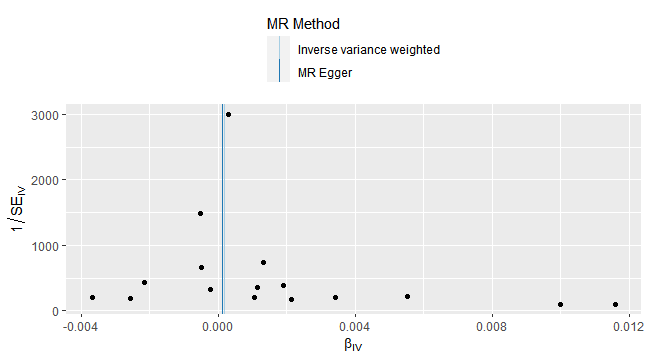 MR Method
Inverse variance weighted
MR Egger
3000
2000
1000
0
1/SE_IV
-0.004
0.000
0.004
0.008
0.012
β_IV